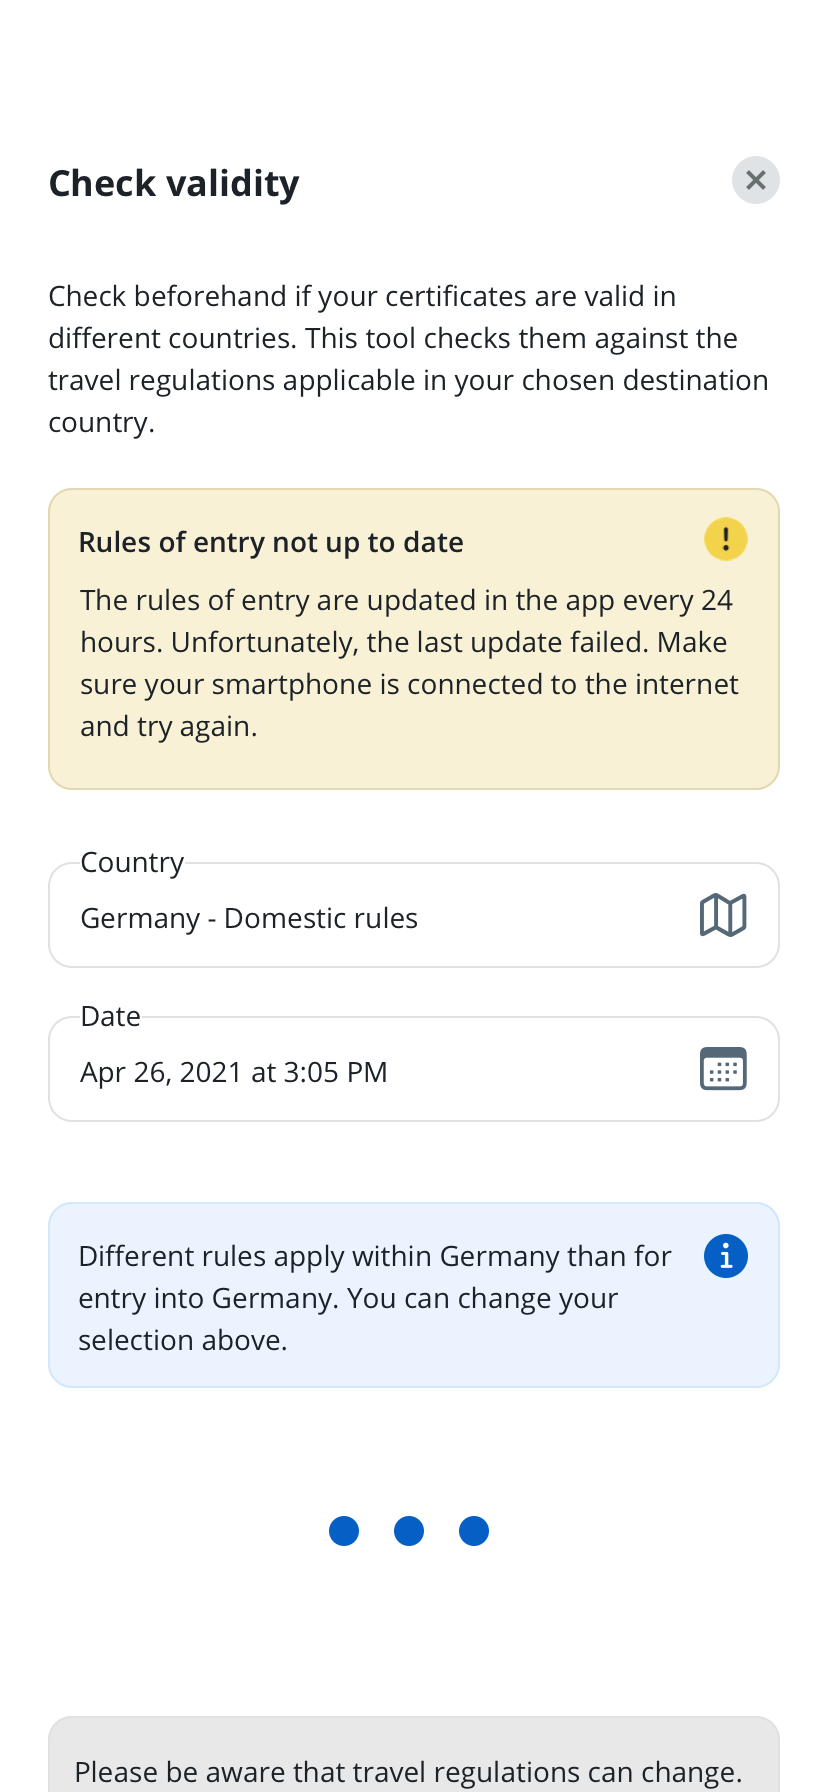 Check validity
Check beforehand if your certificates are valid in
different countries. This tool checks them against the
travel regulations applicable in your chosen destination
country.
Rules of entry not up to date
The rules of entry are updated in the app every 24
hours. Unfortunately, the last update failed. Make
sure your smartphone is connected to the internet
and try again.
Country
Germany - Domestic rules
Date
Apr 26, 2021 at 3:05 PM
Different rules apply within Germany than for
entry into Germany. You can change your
selection above.
Please be aware that travel regulations can change.